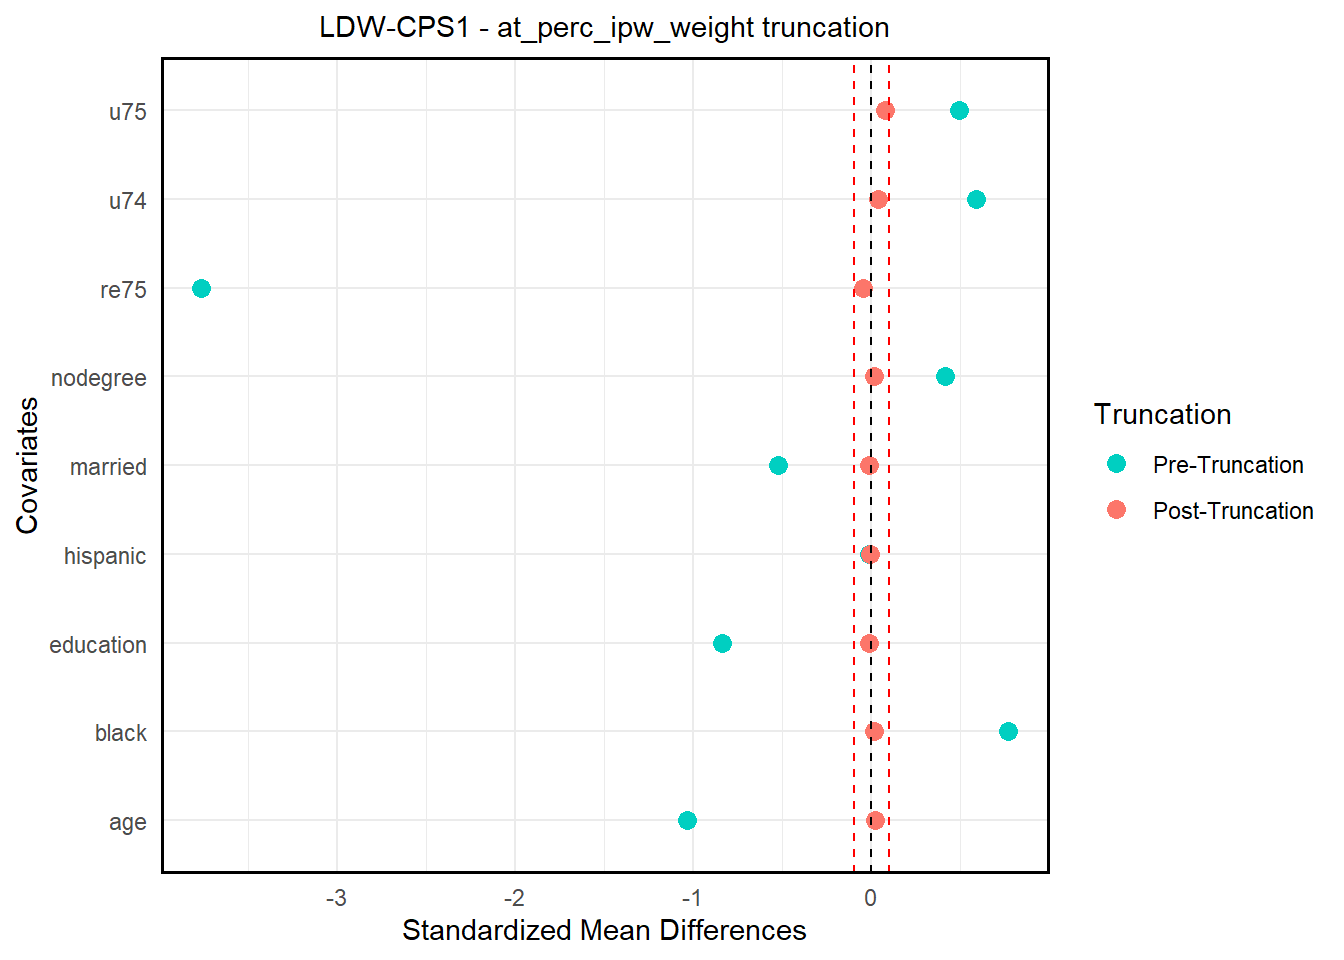 LDW-CPS1 - at_perc_ipw_weight truncation
u75
u74
re75
nodegree
married
hispanic
education
black
age
Covariates
-3
-2
-1
0
Standardized Mean Differences
Truncation
Pre-Truncation
Post-Truncation